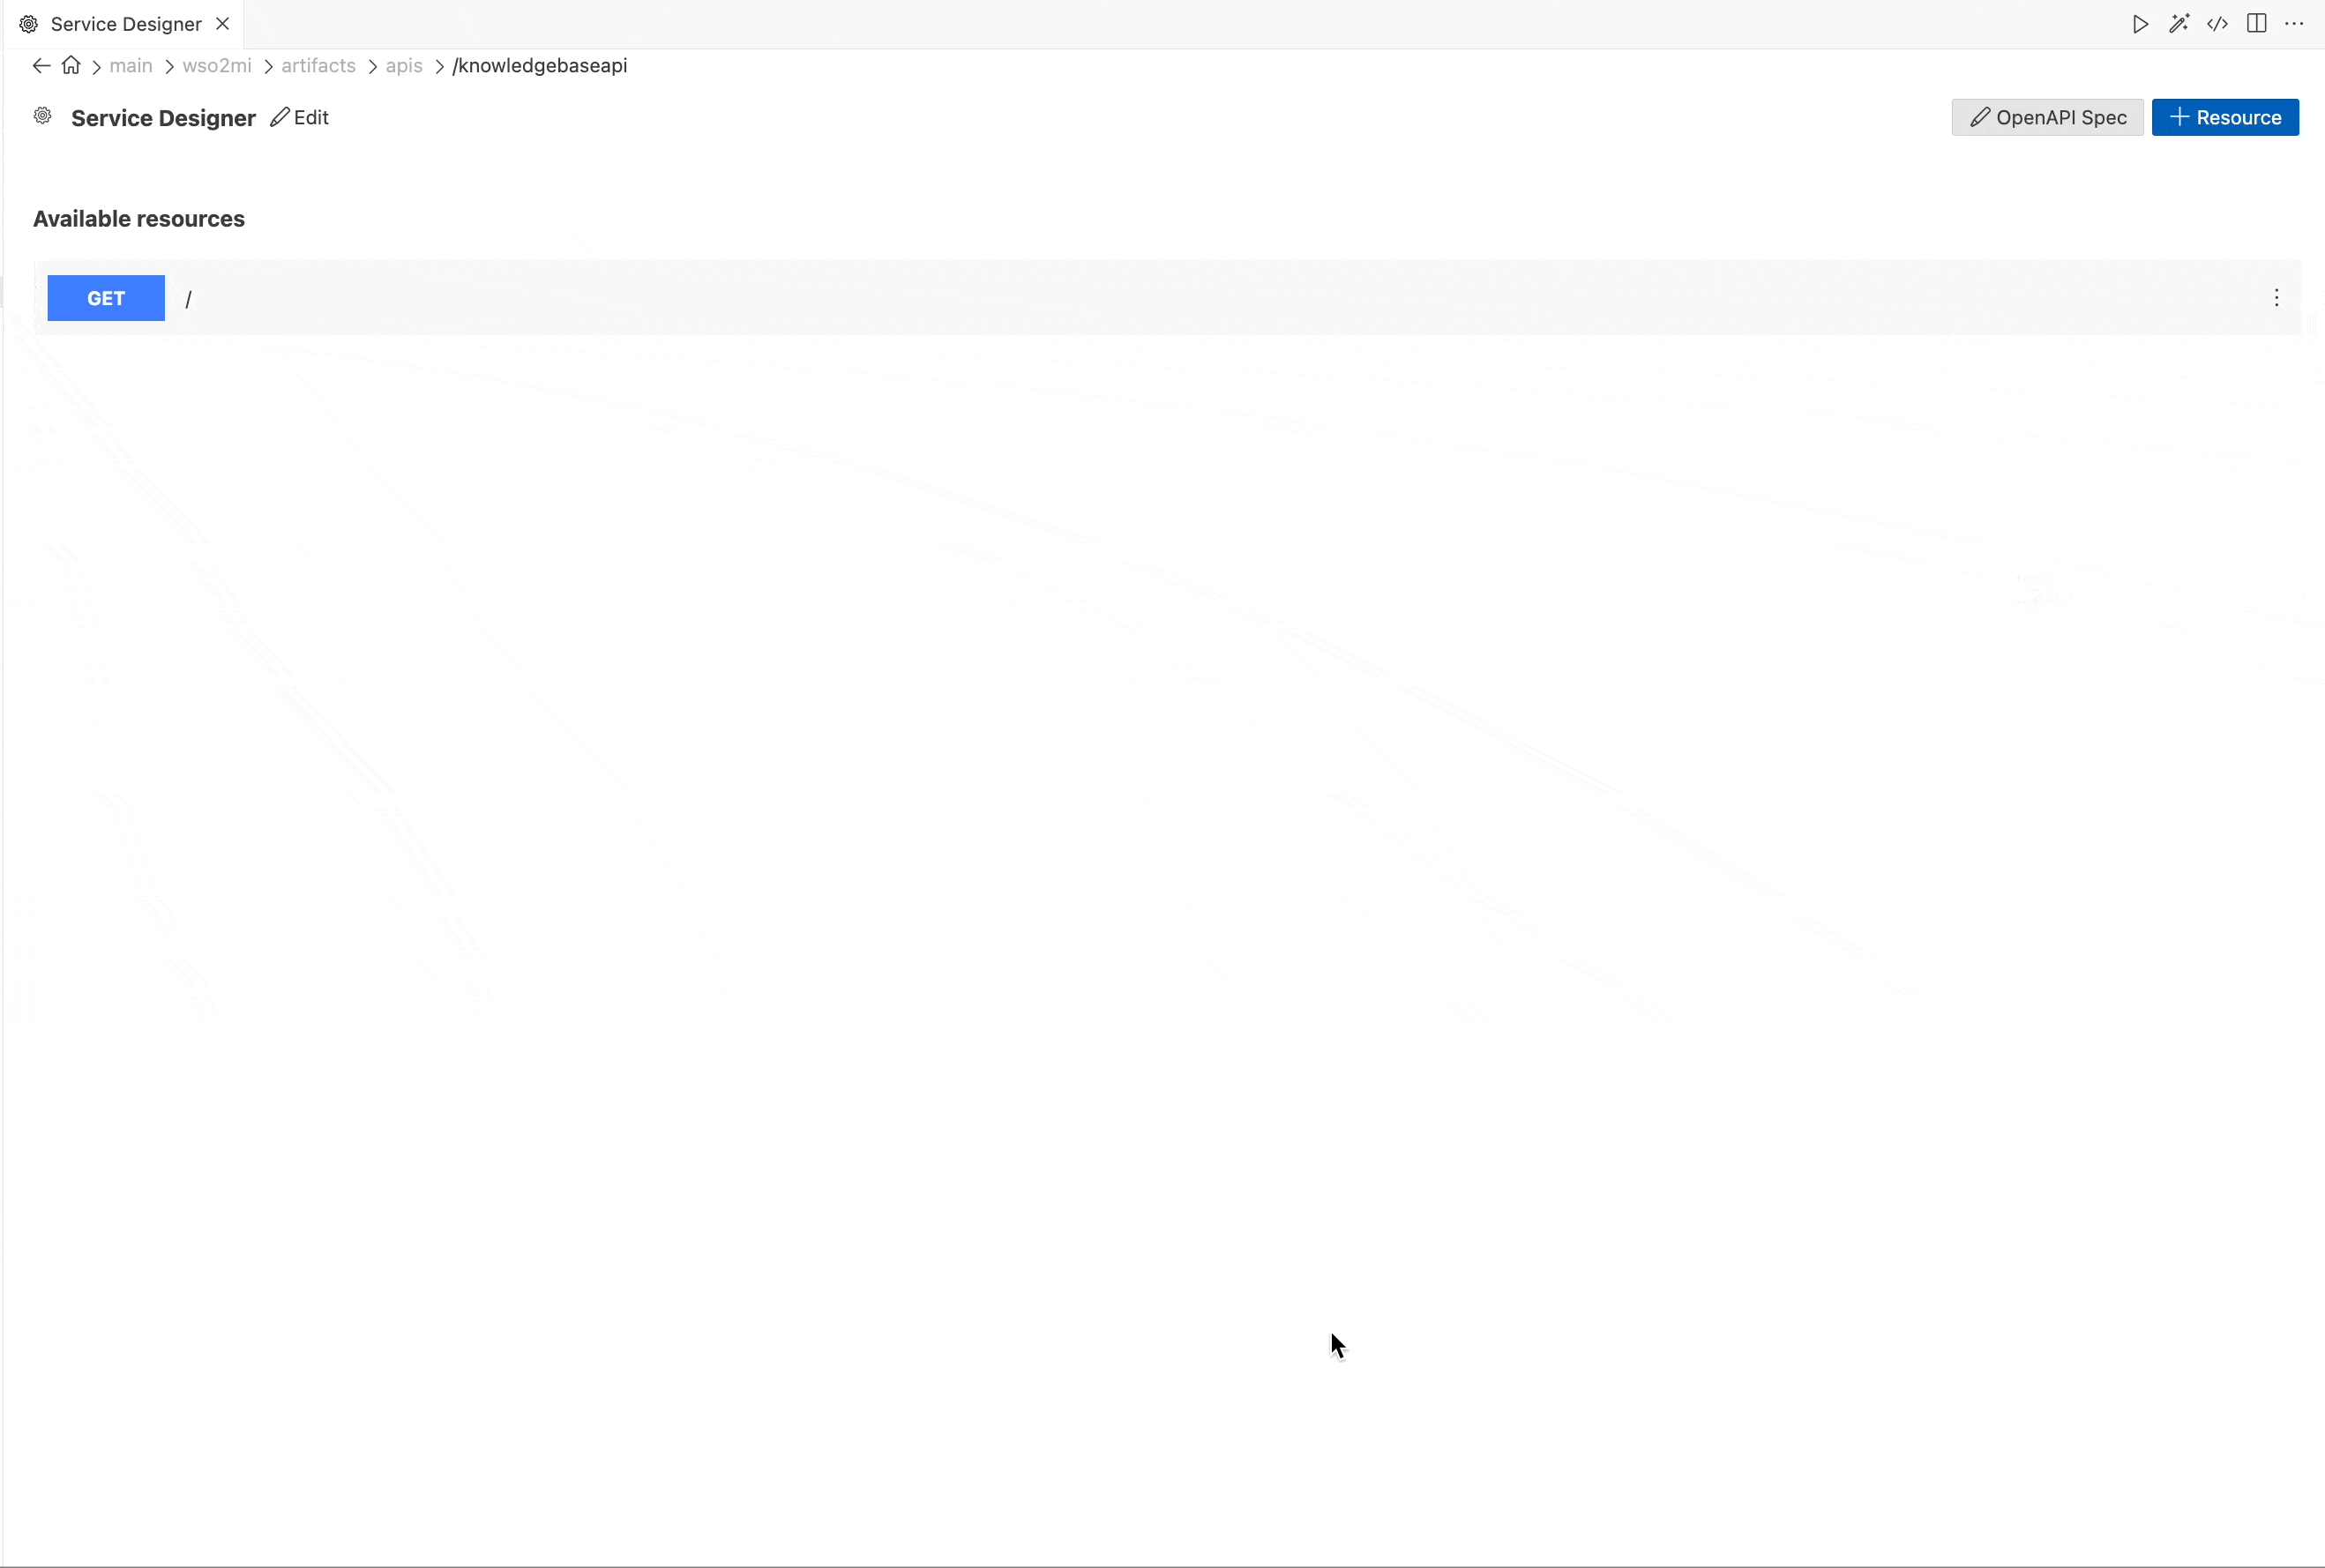 Service Designer
main > wso2mi > artifacts > apis > /knowledgebaseapi
Service Designer Edit
OpenAPI Spec
+ Resource
Available resources
GET /